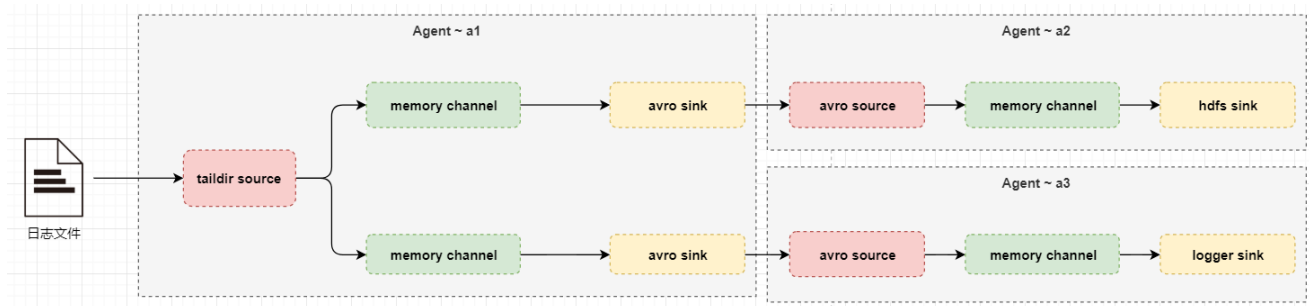 Agent ~ a1
Agent ~ a2
memory channel
avro sink
avro source
memory channel
hdfs sink
taildir source
日志文件
Agent ~ a3
memory channel
avro sink
avro source
memory channel
logger sink